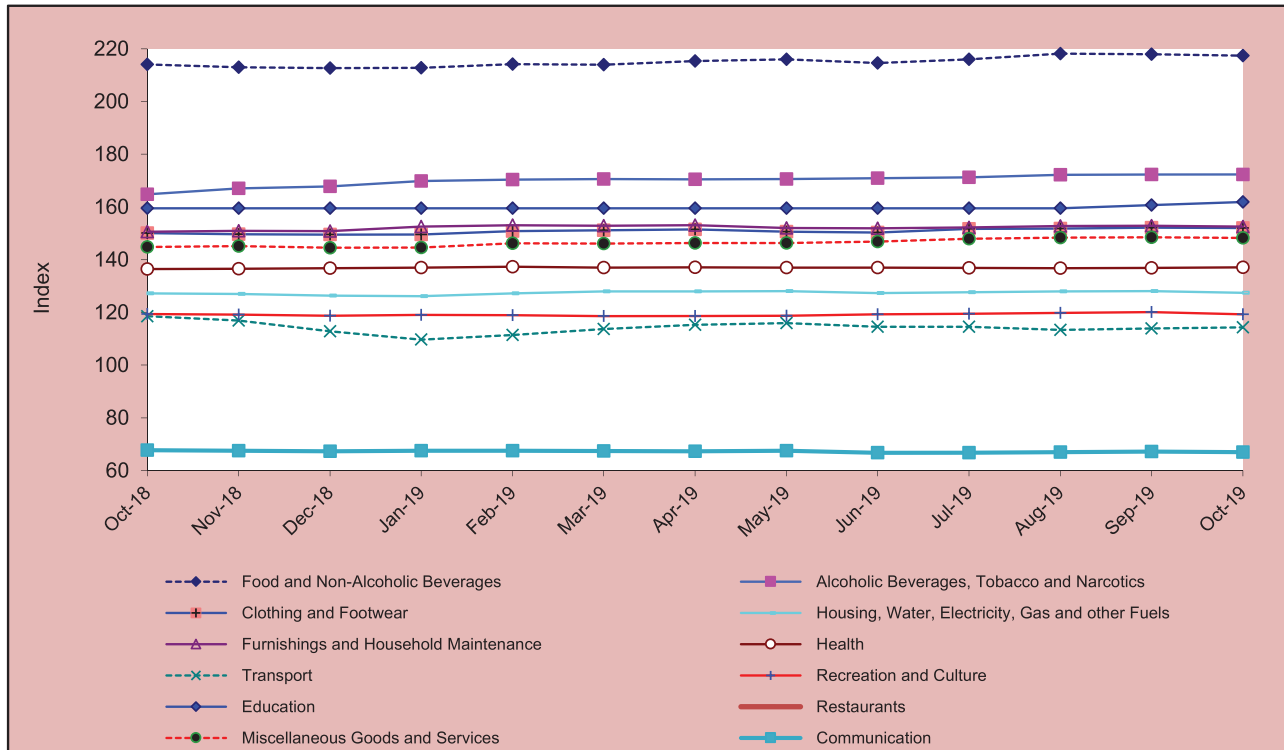 220
200
180
160
140
120
100
80
60
Index
Oct-18
Nov-18
Dec-18
Jan-19
Feb-19
Mar-19
Apr-19
May-19
Jun-19
Jul-19
Aug-19
Sep-19
Oct-19
Food and Non-Alcoholic Beverages
Alcoholic Beverages, Tobacco and Narcotics
Clothing and Footwear
Housing, Water, Electricity, Gas and other Fuels
Furnishings and Household Maintenance
Health
Transport
Recreation and Culture
Education
Restaurants
Miscellaneous Goods and Services
Communication